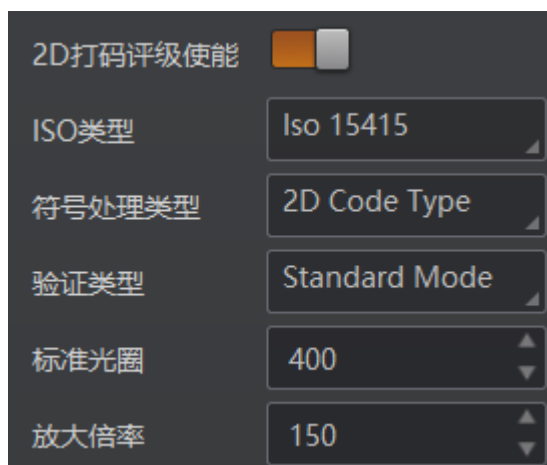 2D打码评级使能
ISO类型 Iso 15415
符号处理类型 2D Code Type
验证类型 Standard Mode
标准光圈 400
放大倍率 150